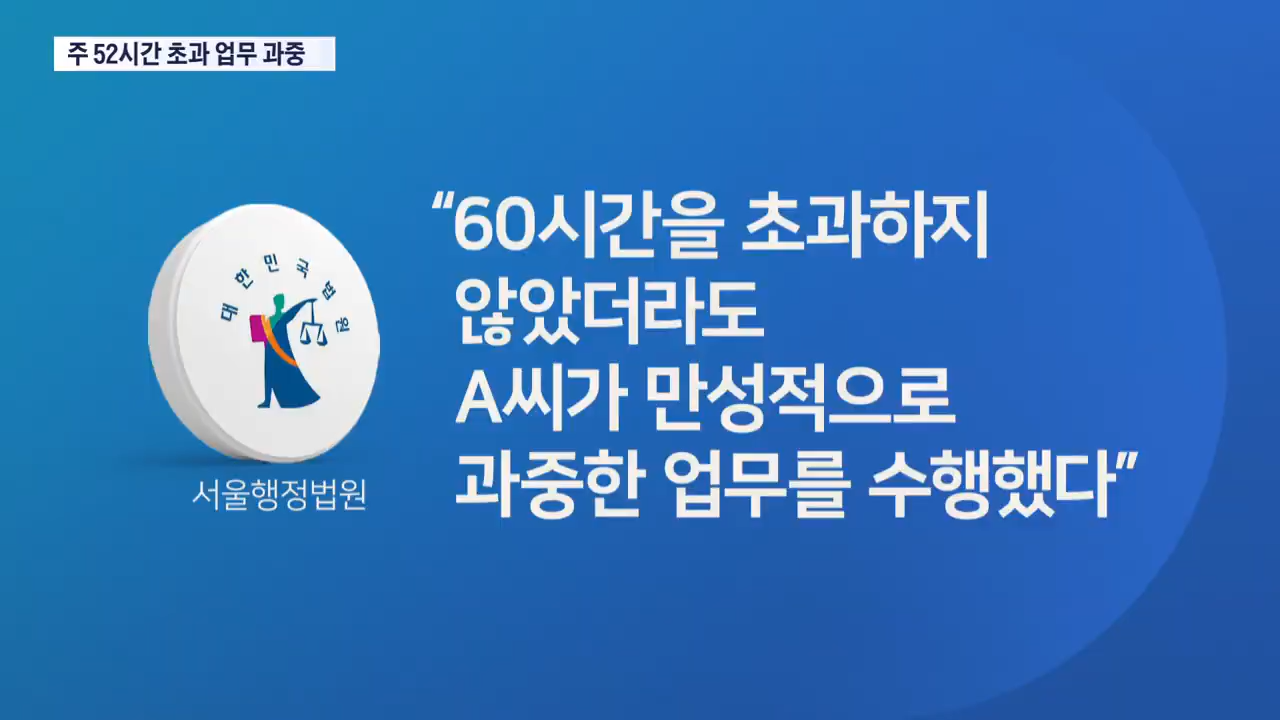 주 52시간 초과 업무 과중
대한민국법원
서울행정법원
“60시간을 초과하지
않았더라도
A씨가 만성적으로
과중한 업무를 수행했다”